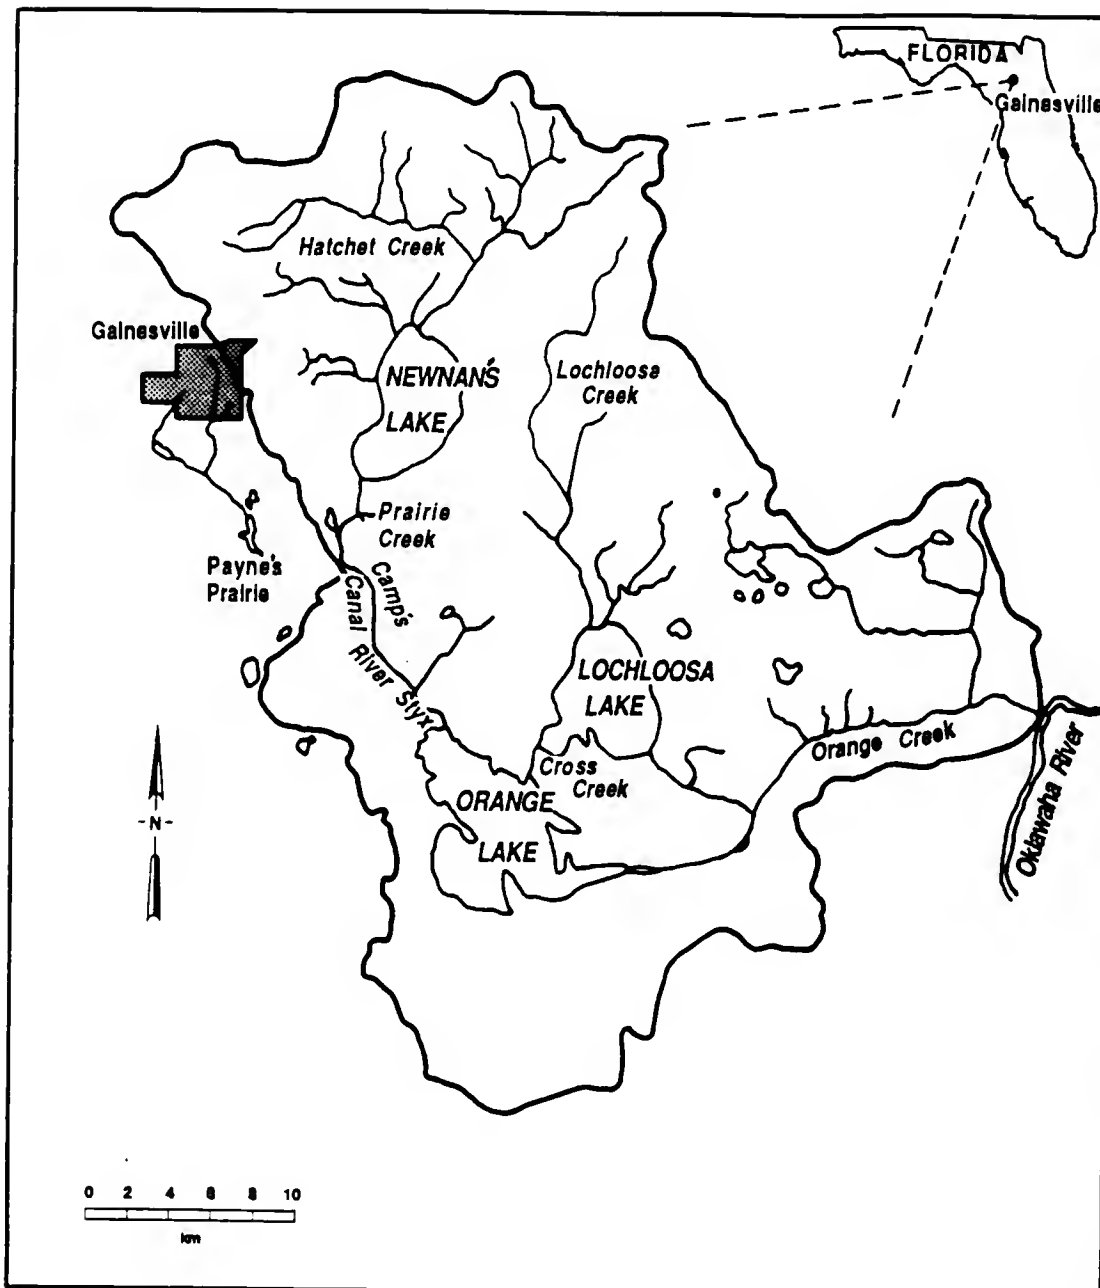 FLORIDA
Gainesville
Hatchet Creek
Gainesville
NEWNAN'S
LAKE
Lochloosa
Creek
Prairie
Creek
Payne's
Prairie
Camp's
Canal
River Styx
LOCHLOOSA
LAKE
Cross
Creek
Orange Creek
ORANGE
LAKE
Oklawaha River
-N-
0 2 4 6 8 10
km